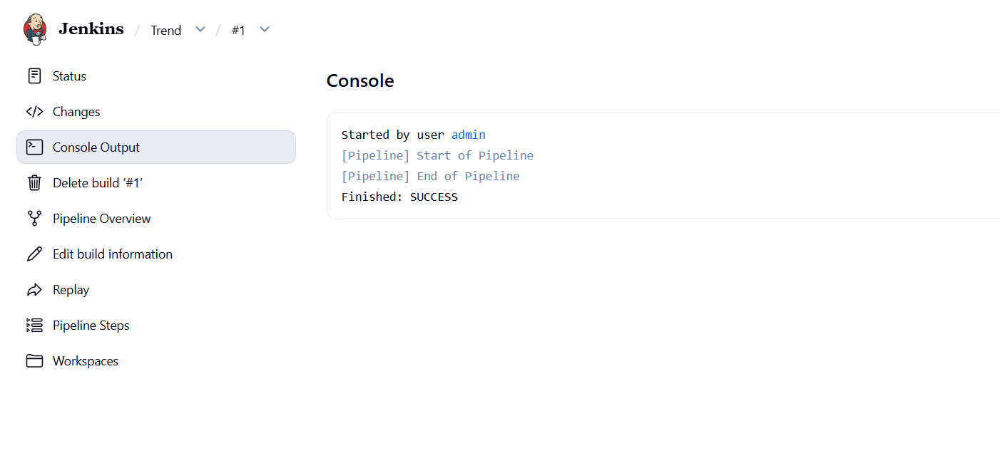 Jenkins / Trend / #1
Status
Changes
Console Output
Delete build ‘#1’
Pipeline Overview
Edit build information
Replay
Pipeline Steps
Workspaces
Console
Started by user admin
[Pipeline] Start of Pipeline
[Pipeline] End of Pipeline
Finished: SUCCESS